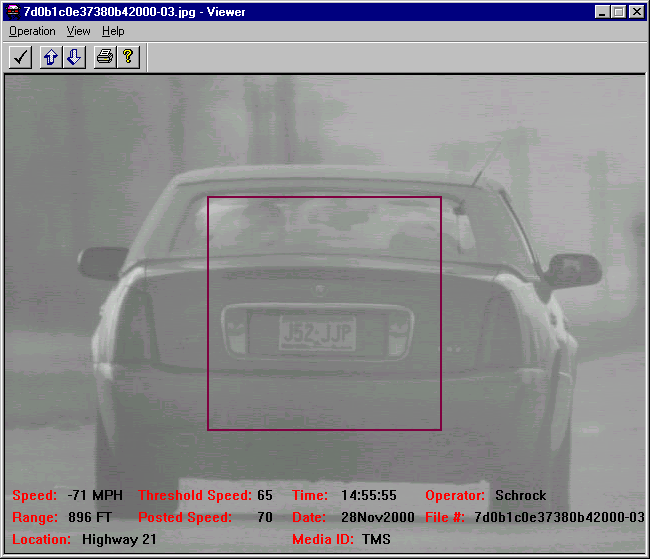 7d0b1c0e37380b42000-03.jpg - Viewer
Operation View Help
J52·JJP
Speed: -71 MPH Threshold Speed: 65 Time: 14:55:55 Operator: Schrock
Range: 896 FT Posted Speed: 70 Date: 28Nov2000 File #: 7d0b1c0e37380b42000-03
Location: Highway 21 Media ID: TMS